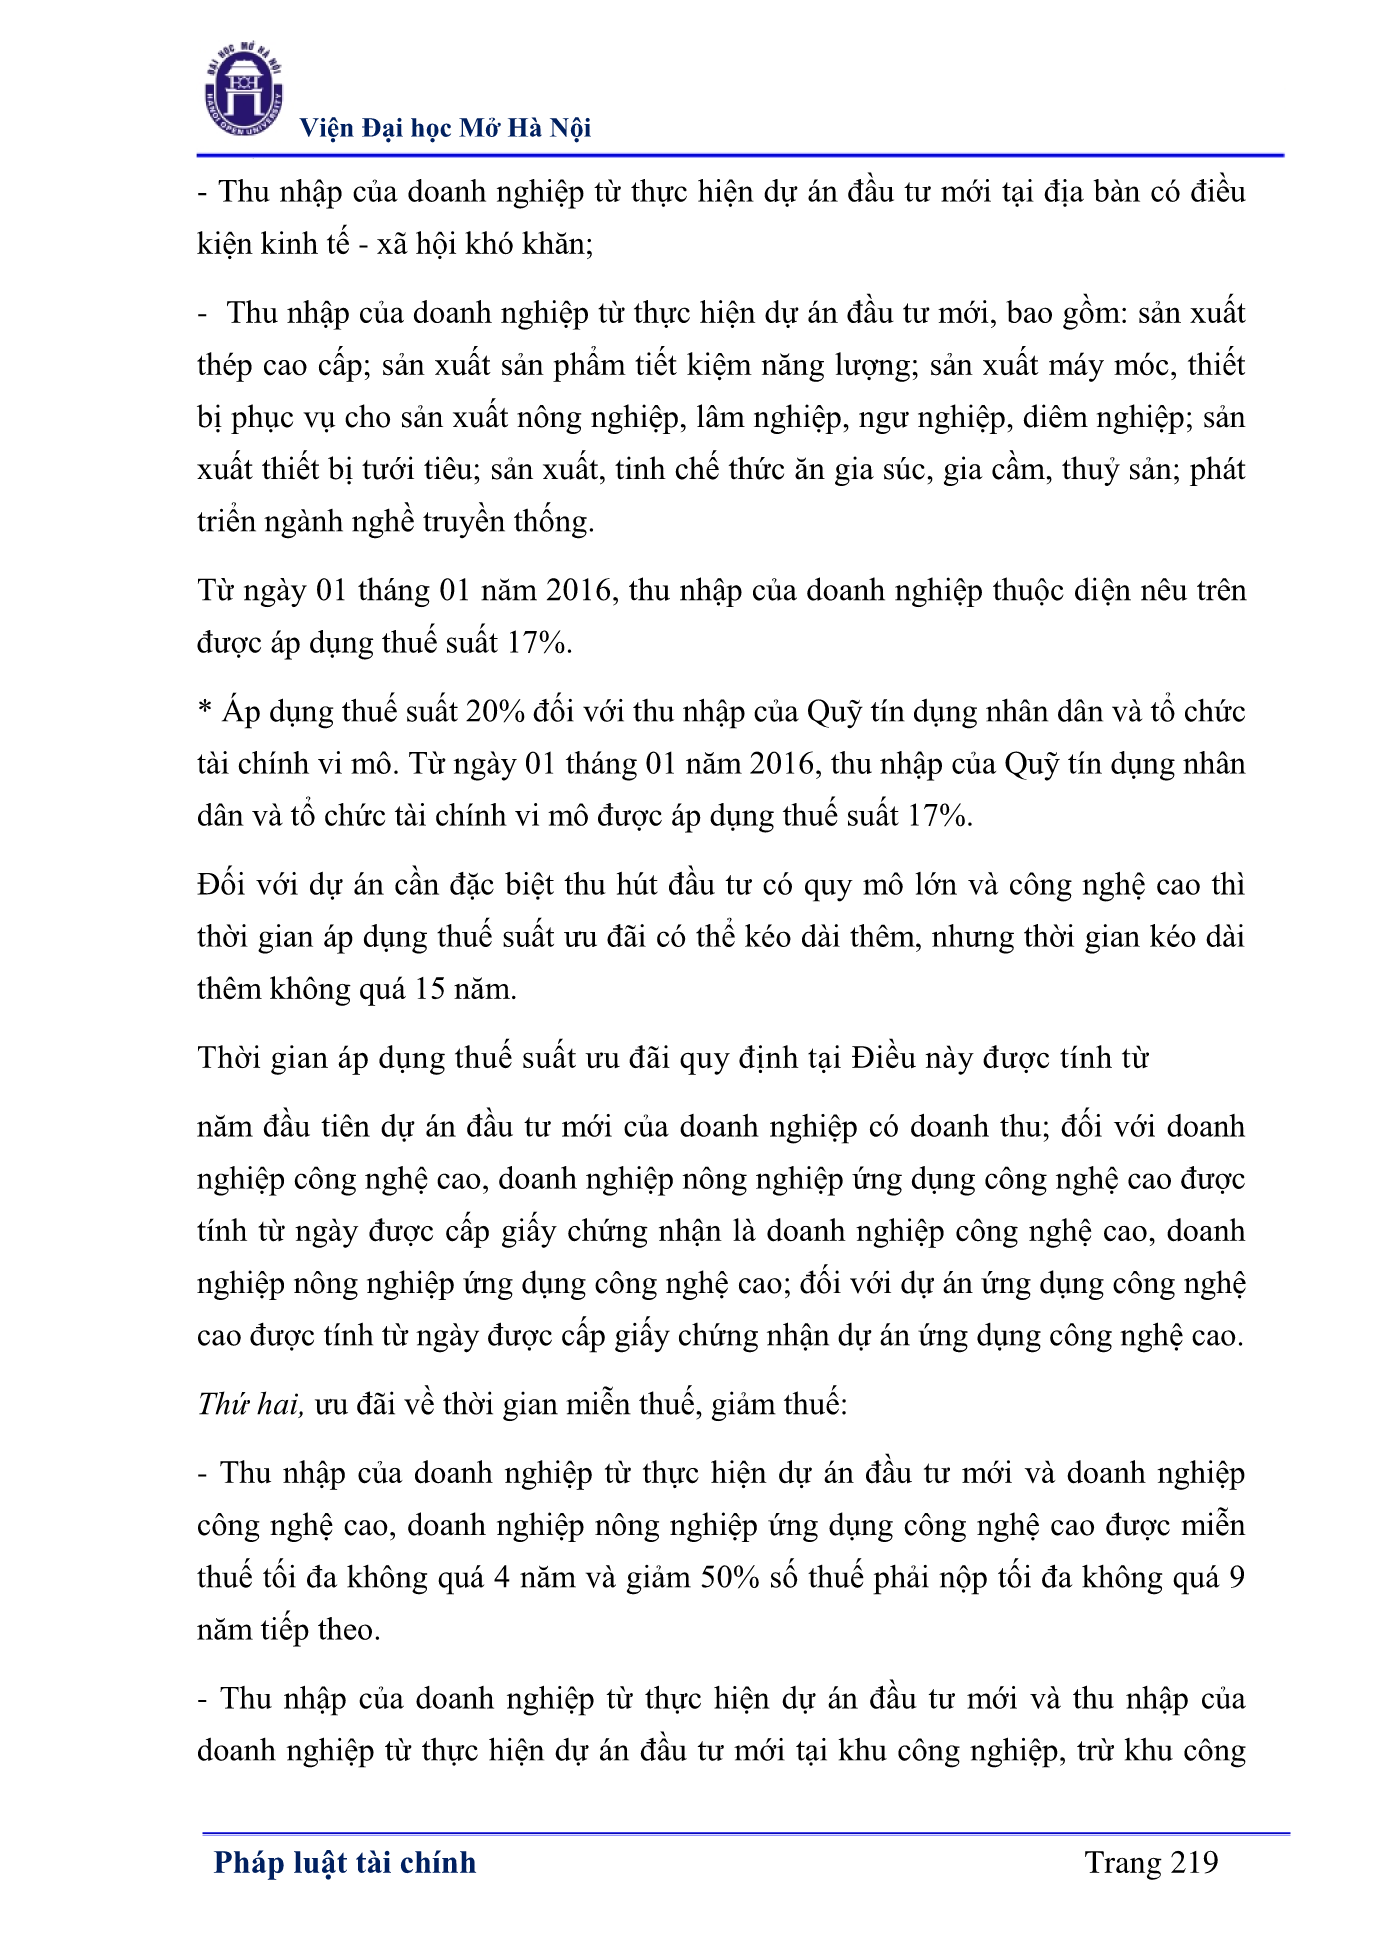 ĐẠI HỌC MỞ HÀ NỘI
HANOI OPEN UNIVERSITY
Viện Đại học Mở Hà Nội
- Thu nhập của doanh nghiệp từ thực hiện dự án đầu tư mới tại địa bàn có điều
kiện kinh tế - xã hội khó khăn;
- Thu nhập của doanh nghiệp từ thực hiện dự án đầu tư mới, bao gồm: sản xuất
thép cao cấp; sản xuất sản phẩm tiết kiệm năng lượng; sản xuất máy móc, thiết
bị phục vụ cho sản xuất nông nghiệp, lâm nghiệp, ngư nghiệp, diêm nghiệp; sản
xuất thiết bị tưới tiêu; sản xuất, tinh chế thức ăn gia súc, gia cầm, thuỷ sản; phát
triển ngành nghề truyền thống.
Từ ngày 01 tháng 01 năm 2016, thu nhập của doanh nghiệp thuộc diện nêu trên
được áp dụng thuế suất 17%.
* Áp dụng thuế suất 20% đối với thu nhập của Quỹ tín dụng nhân dân và tổ chức
tài chính vi mô. Từ ngày 01 tháng 01 năm 2016, thu nhập của Quỹ tín dụng nhân
dân và tổ chức tài chính vi mô được áp dụng thuế suất 17%.
Đối với dự án cần đặc biệt thu hút đầu tư có quy mô lớn và công nghệ cao thì
thời gian áp dụng thuế suất ưu đãi có thể kéo dài thêm, nhưng thời gian kéo dài
thêm không quá 15 năm.
Thời gian áp dụng thuế suất ưu đãi quy định tại Điều này được tính từ
năm đầu tiên dự án đầu tư mới của doanh nghiệp có doanh thu; đối với doanh
nghiệp công nghệ cao, doanh nghiệp nông nghiệp ứng dụng công nghệ cao được
tính từ ngày được cấp giấy chứng nhận là doanh nghiệp công nghệ cao, doanh
nghiệp nông nghiệp ứng dụng công nghệ cao; đối với dự án ứng dụng công nghệ
cao được tính từ ngày được cấp giấy chứng nhận dự án ứng dụng công nghệ cao.
Thứ hai, ưu đãi về thời gian miễn thuế, giảm thuế:
- Thu nhập của doanh nghiệp từ thực hiện dự án đầu tư mới và doanh nghiệp
công nghệ cao, doanh nghiệp nông nghiệp ứng dụng công nghệ cao được miễn
thuế tối đa không quá 4 năm và giảm 50% số thuế phải nộp tối đa không quá 9
năm tiếp theo.
- Thu nhập của doanh nghiệp từ thực hiện dự án đầu tư mới và thu nhập của
doanh nghiệp từ thực hiện dự án đầu tư mới tại khu công nghiệp, trừ khu công
Pháp luật tài chính
Trang 219